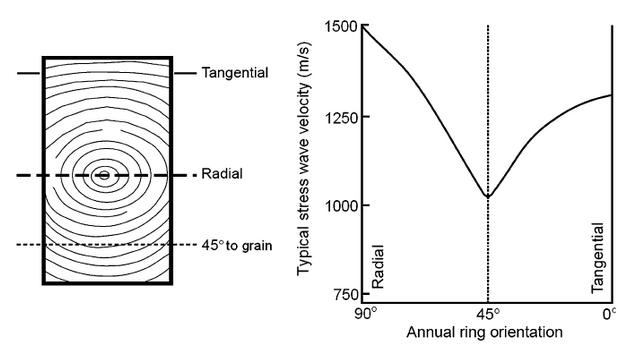 Tangential
Radial
45° to grain
Typical stress wave velocity (m/s)
1500
1250
1000
750
Radial
Tangential
90°
45°
0°
Annual ring orientation